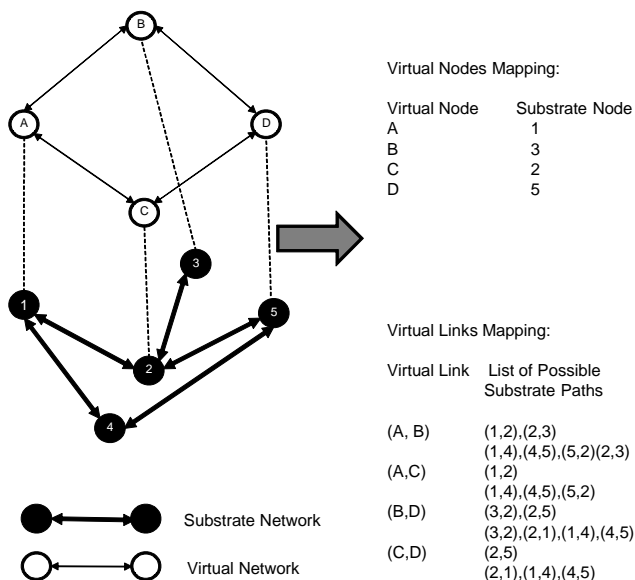 B
A
D
C
3
1
5
2
4
Substrate Network
Virtual Network
Virtual Nodes Mapping:
Virtual Node Substrate Node
A 1
B 3
C 2
D 5
Virtual Links Mapping:
Virtual Link List of Possible
Substrate Paths
(A, B) (1,2),(2,3)
(1,4),(4,5),(5,2)(2,3)
(A,C) (1,2)
(1,4),(4,5),(5,2)
(B,D) (3,2),(2,5)
(3,2),(2,1),(1,4),(4,5)
(C,D) (2,5)
(2,1),(1,4),(4,5)